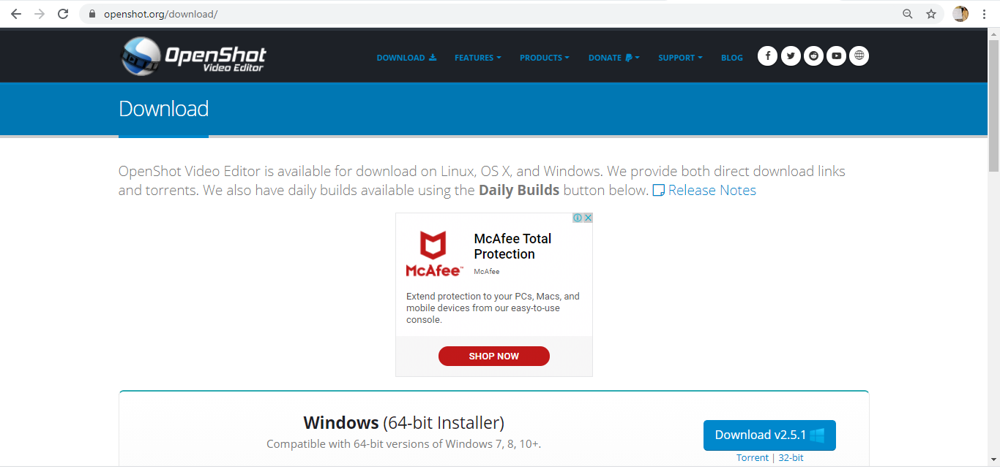 openshot.org/download/
OpenShot
Video Editor
DOWNLOAD FEATURES PRODUCTS DONATE SUPPORT BLOG
Download
OpenShot Video Editor is available for download on Linux, OS X, and Windows. We provide both direct download links
and torrents. We also have daily builds available using the Daily Builds button below. Release Notes
McAfee Total
Protection
McAfee™
McAfee
Extend protection to your PCs, Macs, and
mobile devices from our easy-to-use
console.
SHOP NOW
Windows (64-bit Installer)
Compatible with 64-bit versions of Windows 7, 8, 10+.
Download v2.5.1
Torrent | 32-bit